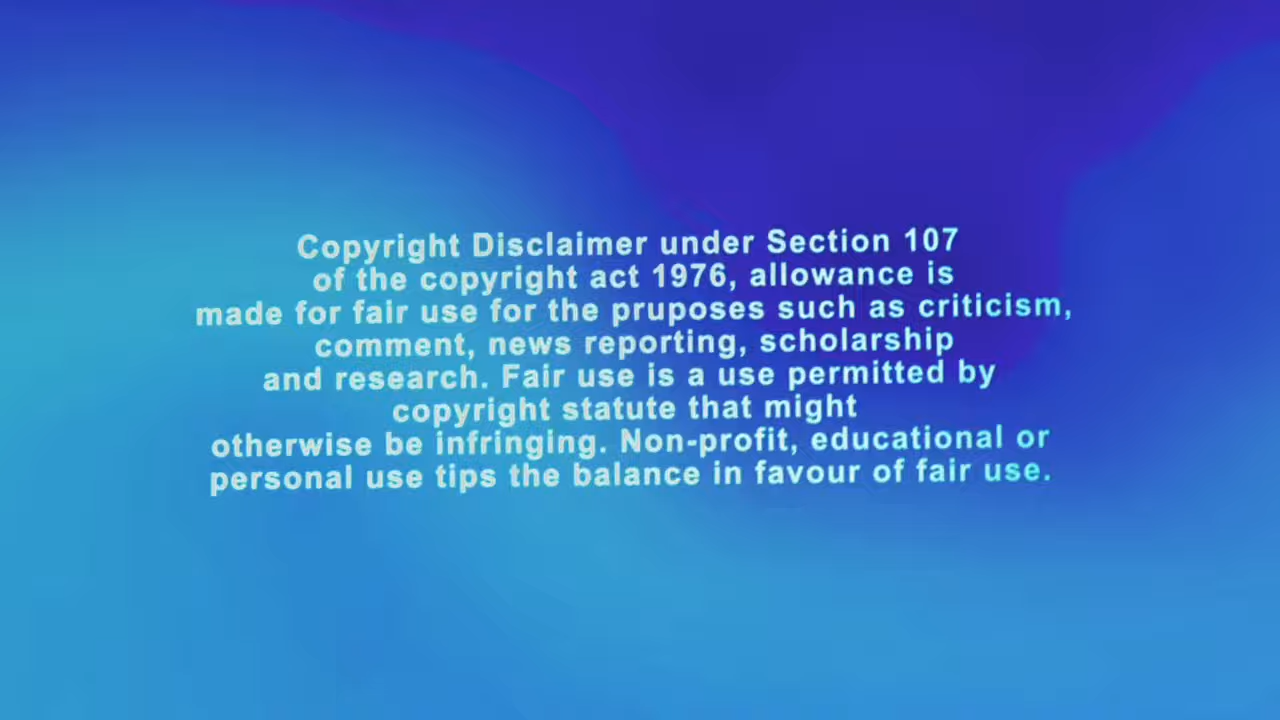 Copyright Disclaimer under Section 107
of the copyright act 1976, allowance is
made for fair use for the pruposes such as criticism,
comment, news reporting, scholarship
and research. Fair use is a use permitted by
copyright statute that might
otherwise be infringing. Non-profit, educational or
personal use tips the balance in favour of fair use.